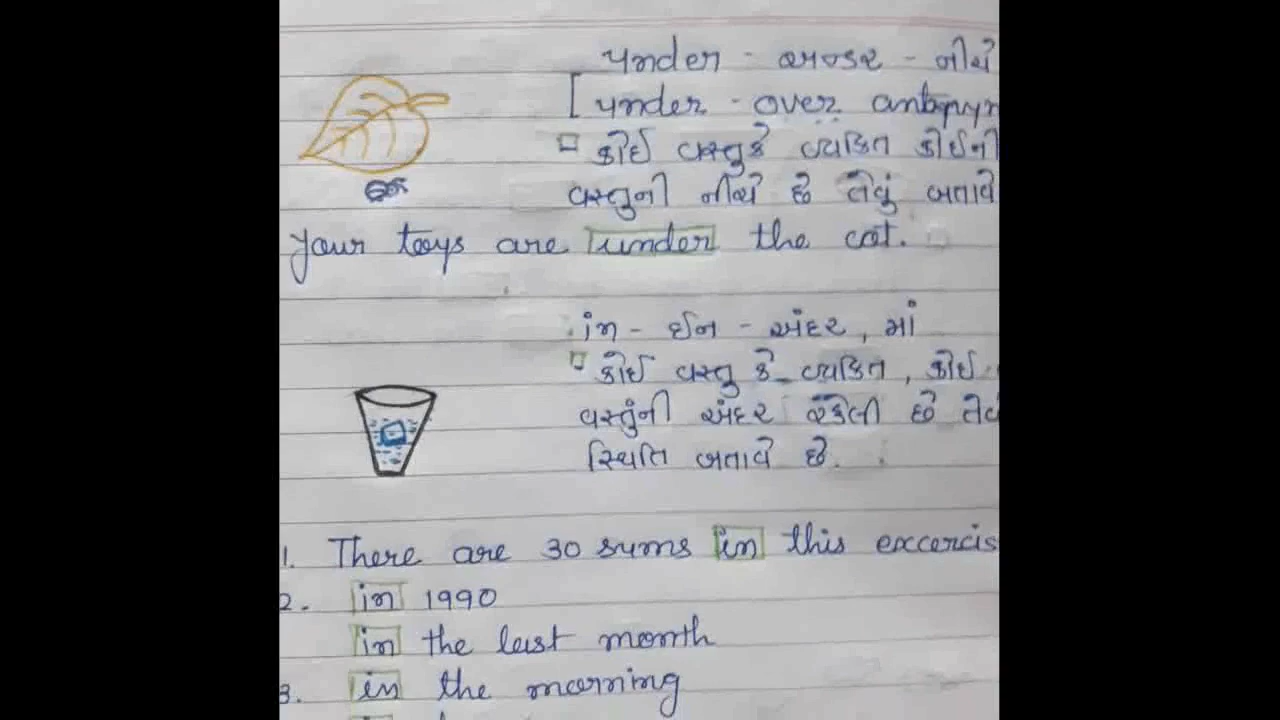 under - અન્ડર - નીચે
[ under - over
□ કોઈ વસ્તુ કે વ્યકિત કોઈની
વસ્તુની નીચે છે તેવું બતાવે
your toys are under the cot.
in - ઈન - અંદર, માં
□ કોઈ વસ્તુ કે વ્યકિત, કોઈ
વસ્તુંની અંદર છે
સ્થિતિ બતાવે છે.
1. There are 30 sums in this excercis
2. in 1990
in the last month
3. in the morning